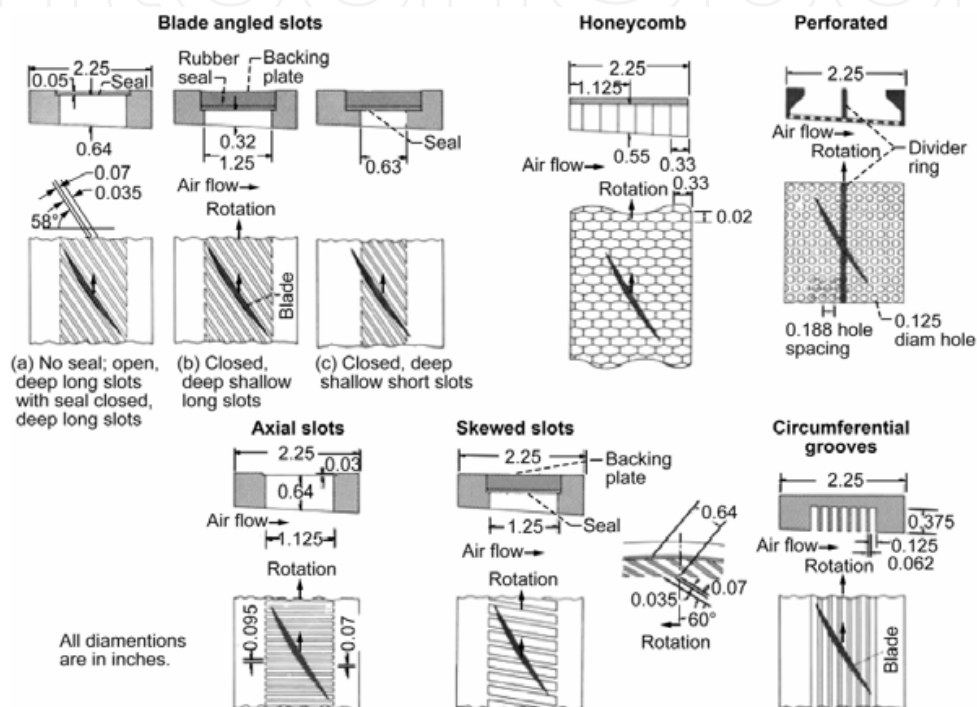 Blade angled slots
2.25
0.05
Seal
Rubber
seal
Backing
plate
0.64
0.32
1.25
Seal
0.63
Air flow
Rotation
0.07
0.035
58°
Blade
(a) No seal; open,
deep long slots
with seal closed,
deep long slots
(b) Closed,
deep shallow
long slots
(c) Closed, deep
shallow short slots
Honeycomb
2.25
1.125
0.55
0.33
Air flow
Rotation
0.33
0.02
Perforated
2.25
Air flow
Rotation
Divider
ring
0.188 hole
spacing
0.125
diam hole
Axial slots
2.25
0.03
0.64
Air flow
1.125
Rotation
0.095
0.07
All diamentions
are in inches.
Skewed slots
2.25
Backing
plate
1.25
Seal
Air flow
Rotation
0.64
0.07
0.035
60°
Rotation
Circumferential
grooves
2.25
0.375
Air flow
0.125
0.062
Rotation
Blade